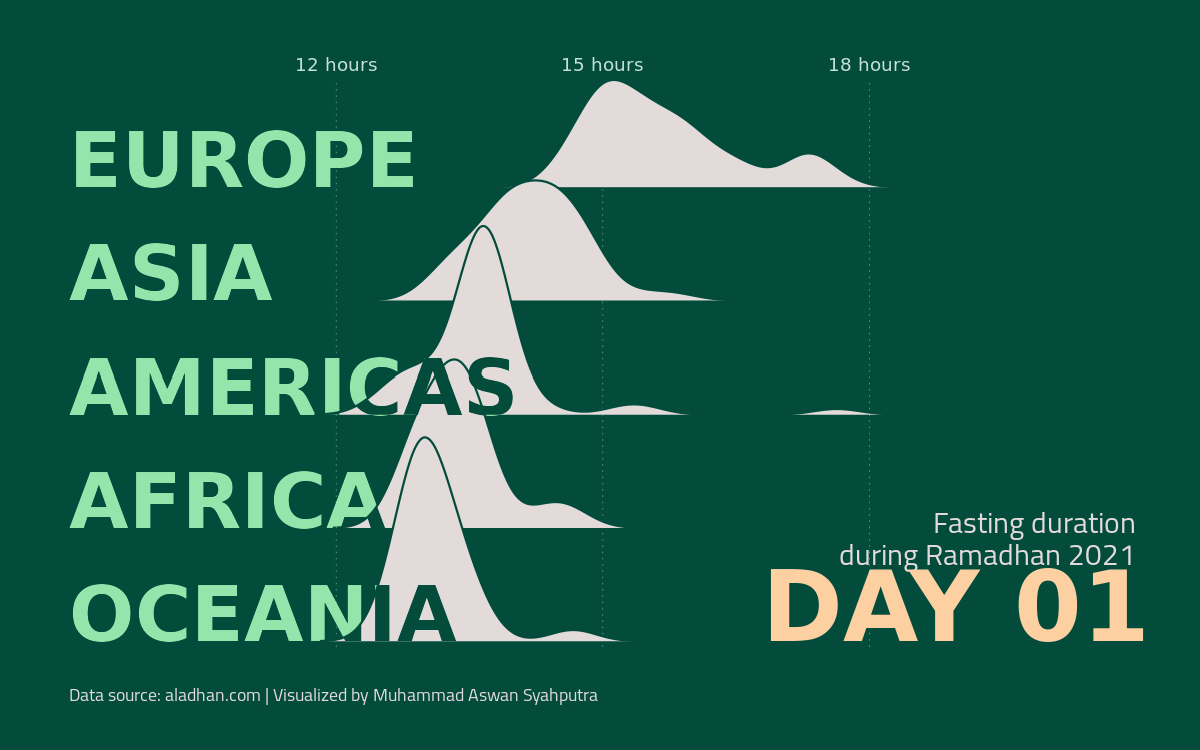 12 hours 15 hours 18 hours
EUROPE
ASIA
AMERICAS
AFRICA
OCEANIA
Fasting duration
during Ramadhan 2021
DAY 01
Data source: aladhan.com | Visualized by Muhammad Aswan Syahputra